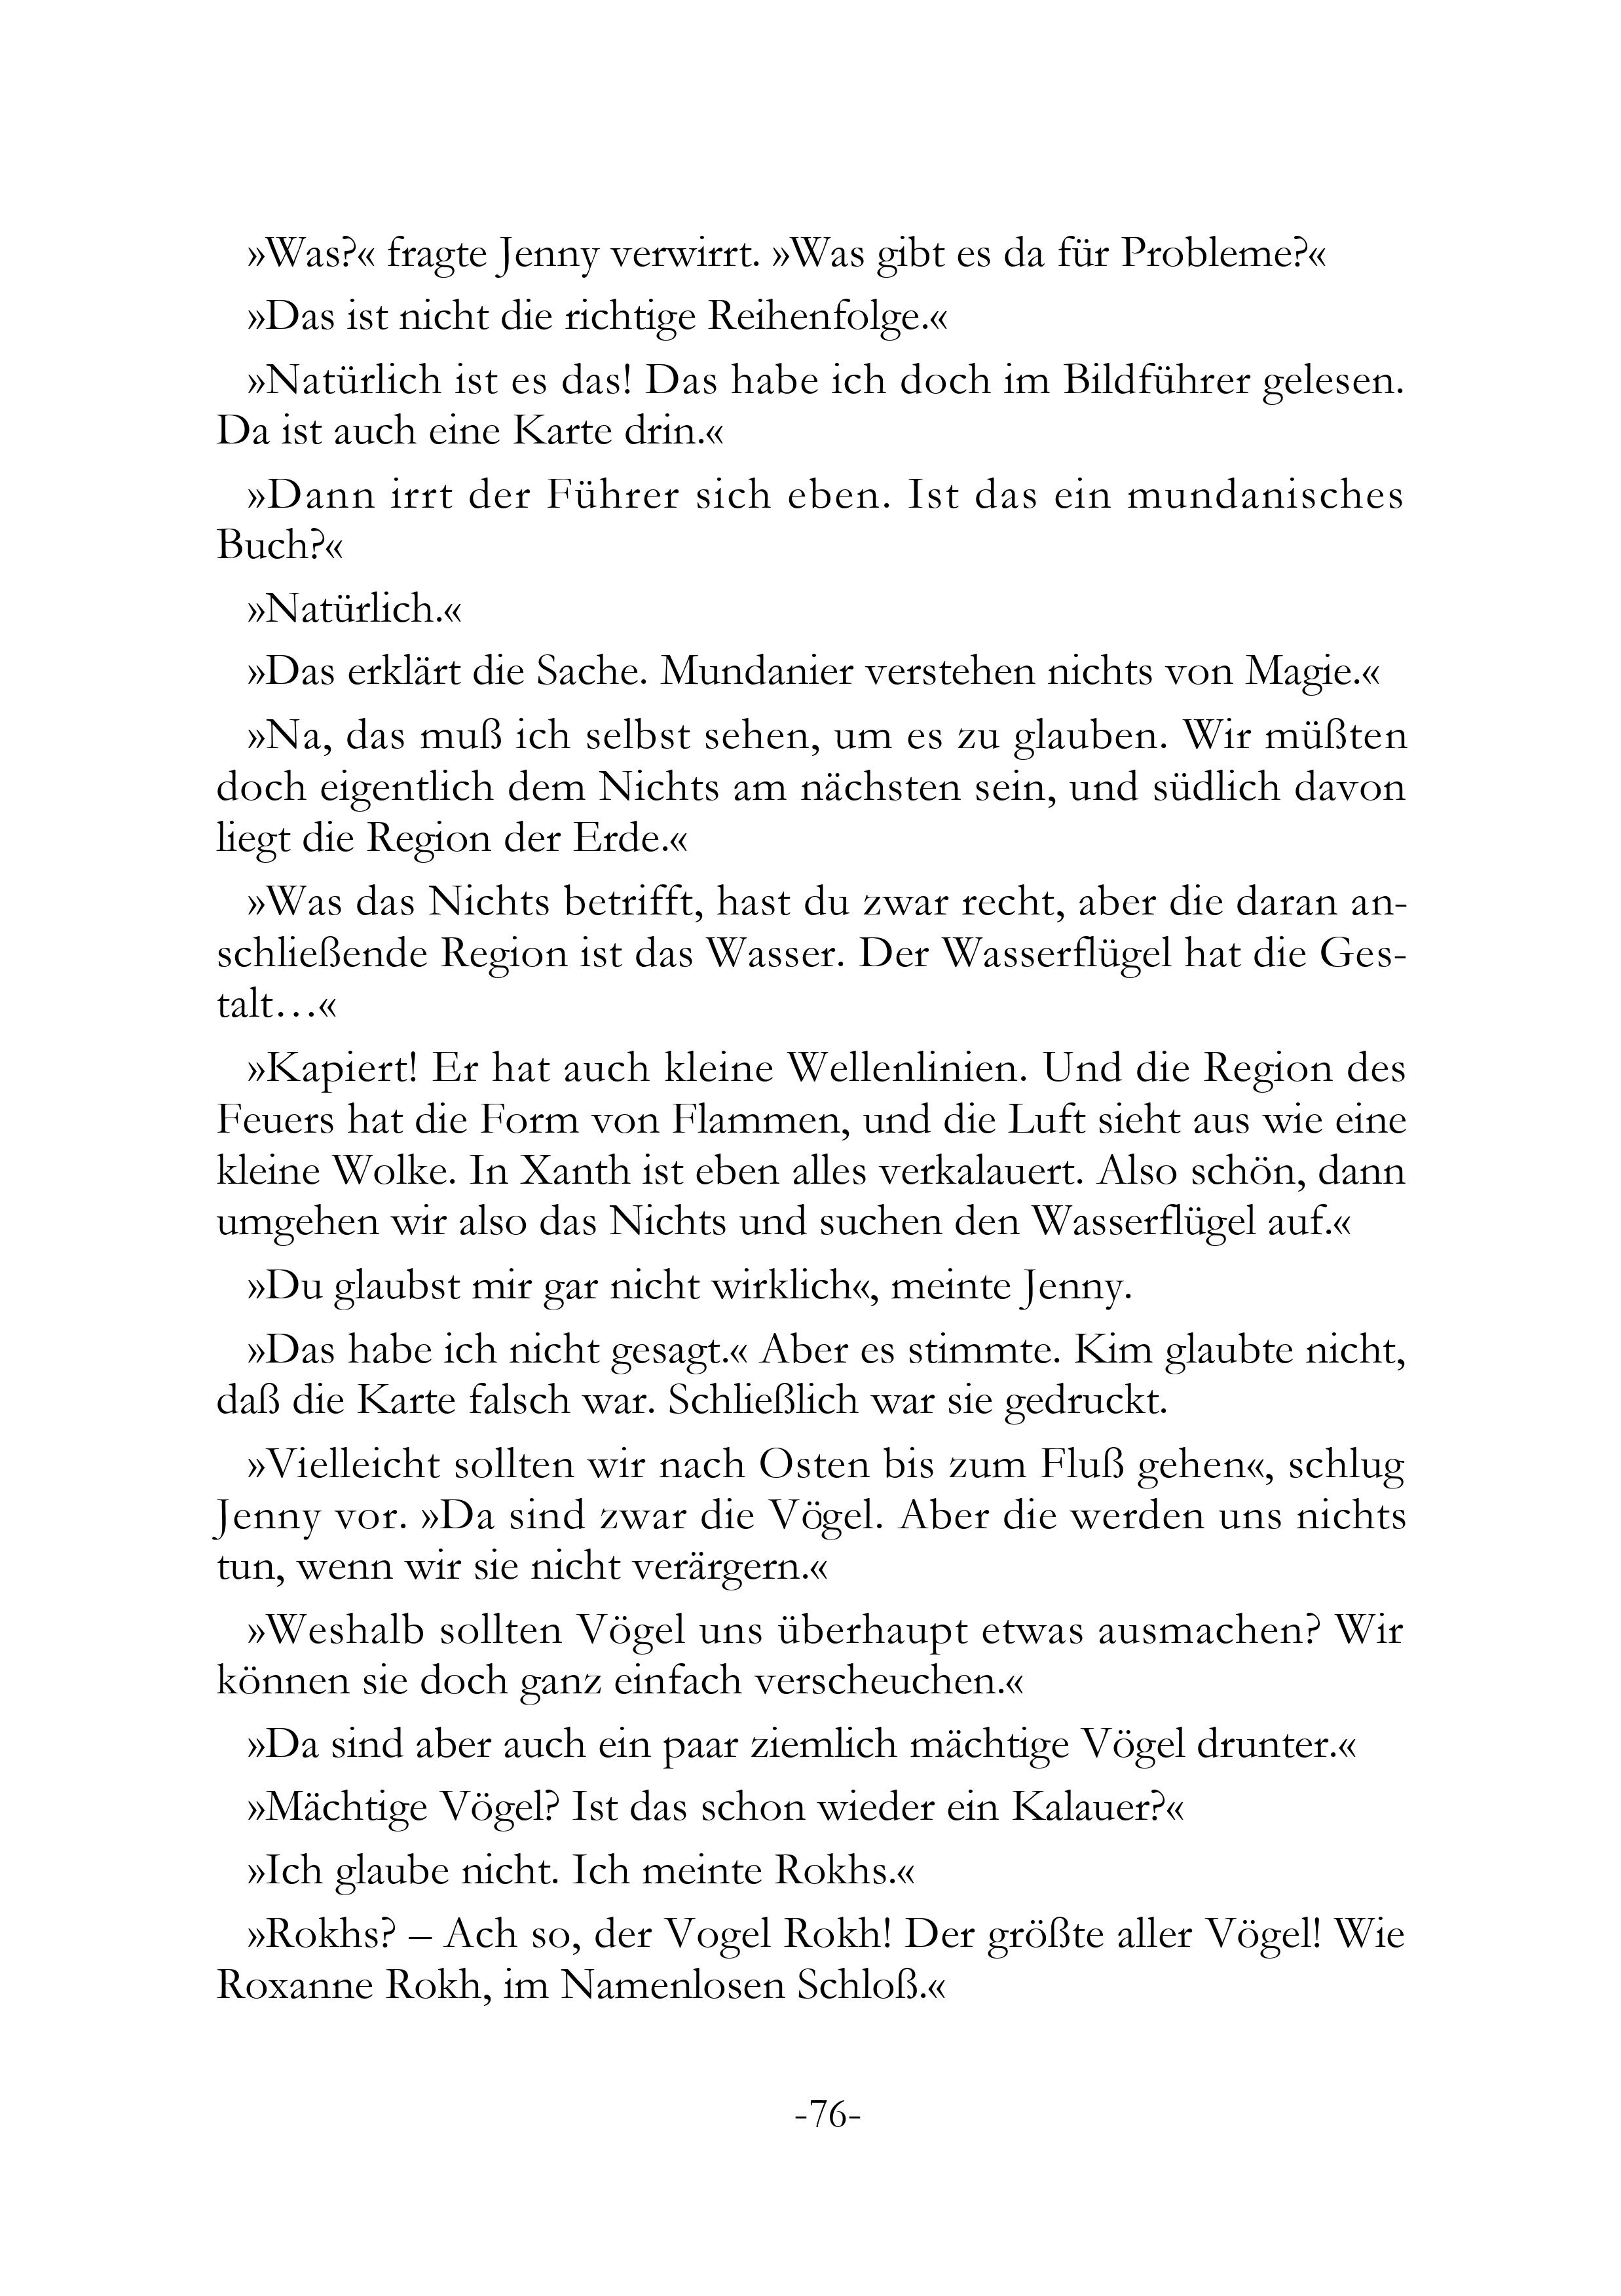 »Was?« fragte Jenny verwirrt. »Was gibt es da für Probleme?«
»Das ist nicht die richtige Reihenfolge.«
»Natürlich ist es das! Das habe ich doch im Bildführer gelesen.
Da ist auch eine Karte drin.«
»Dann irrt der Führer sich eben. Ist das ein mundanisches
Buch?«
»Natürlich.«
»Das erklärt die Sache. Mundanier verstehen nichts von Magie.«
»Na, das muß ich selbst sehen, um es zu glauben. Wir müßten
doch eigentlich dem Nichts am nächsten sein, und südlich davon
liegt die Region der Erde.«
»Was das Nichts betrifft, hast du zwar recht, aber die daran an-
schließende Region ist das Wasser. Der Wasserflügel hat die Ges-
talt…«
»Kapiert! Er hat auch kleine Wellenlinien. Und die Region des
Feuers hat die Form von Flammen, und die Luft sieht aus wie eine
kleine Wolke. In Xanth ist eben alles verkalauert. Also schön, dann
umgehen wir also das Nichts und suchen den Wasserflügel auf.«
»Du glaubst mir gar nicht wirklich«, meinte Jenny.
»Das habe ich nicht gesagt.« Aber es stimmte. Kim glaubte nicht,
daß die Karte falsch war. Schließlich war sie gedruckt.
»Vielleicht sollten wir nach Osten bis zum Fluß gehen«, schlug
Jenny vor. »Da sind zwar die Vögel. Aber die werden uns nichts
tun, wenn wir sie nicht verärgern.«
»Weshalb sollten Vögel uns überhaupt etwas ausmachen? Wir
können sie doch ganz einfach verscheuchen.«
»Da sind aber auch ein paar ziemlich mächtige Vögel drunter.«
»Mächtige Vögel? Ist das schon wieder ein Kalauer?«
»Ich glaube nicht. Ich meinte Rokhs.«
»Rokhs? – Ach so, der Vogel Rokh! Der größte aller Vögel! Wie
Roxanne Rokh, im Namenlosen Schloß.«
-76-